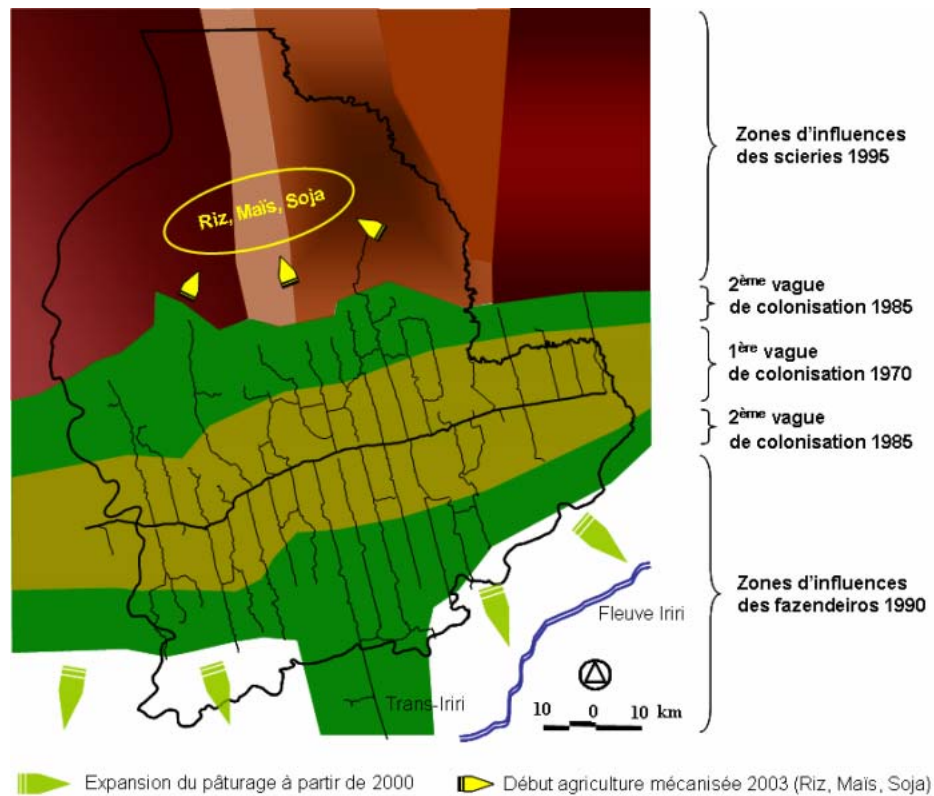 Riz, Maïs, Soja
Zones d'influences
des scieries 1995
2ème vague
de colonisation 1985
1ère vague
de colonisation 1970
2ème vague
de colonisation 1985
Zones d'influences
des fazendeiros 1990
Fleuve Iriri
Trans-Iriri
10 0 10 km
Expansion du pâturage à partir de 2000
Début agriculture mécanisée 2003 (Riz, Maïs, Soja)